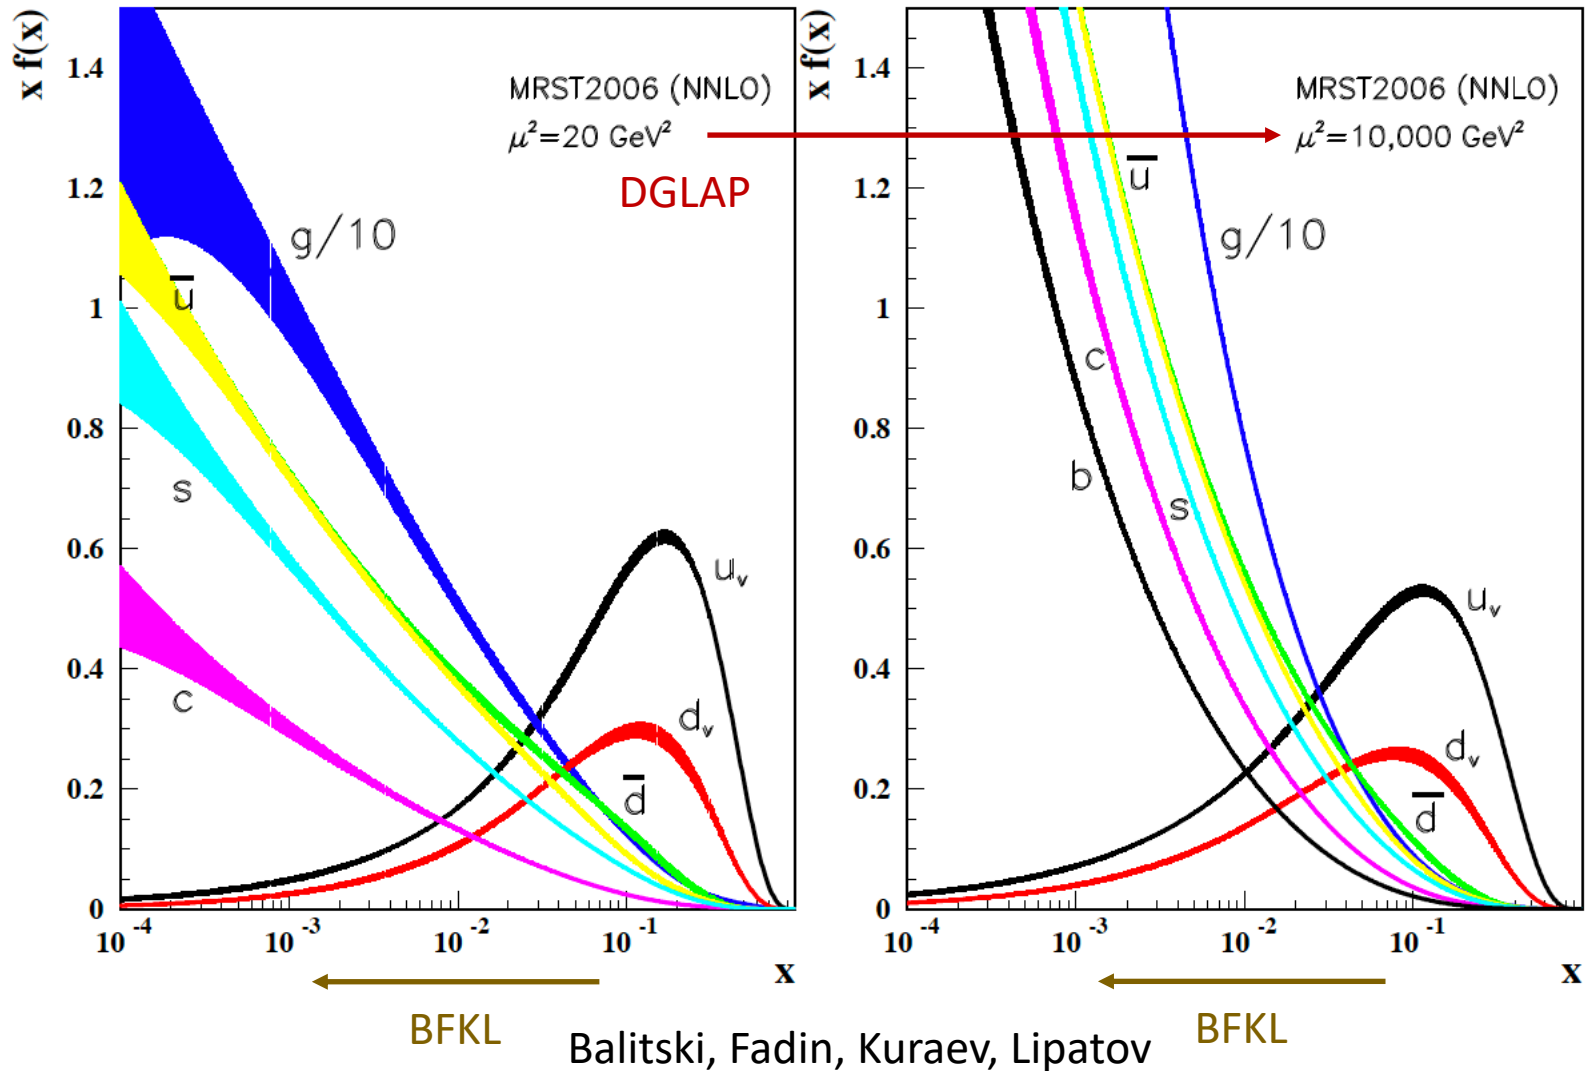 x f(x)
1.4
1.2
1
0.8
0.6
0.4
0.2
0
MRST2006 (NNLO)
μ²=20 GeV²
DGLAP
g/10
u̅
s
c
u_v
d_v
d̅
10⁻⁴
10⁻³
10⁻²
10⁻¹
x
BFKL
x f(x)
1.4
1.2
1
0.8
0.6
0.4
0.2
0
MRST2006 (NNLO)
μ²=10,000 GeV²
u̅
g/10
c
b
s
u_v
d_v
d̅
10⁻⁴
10⁻³
10⁻²
10⁻¹
x
BFKL
Balitski, Fadin, Kuraev, Lipatov